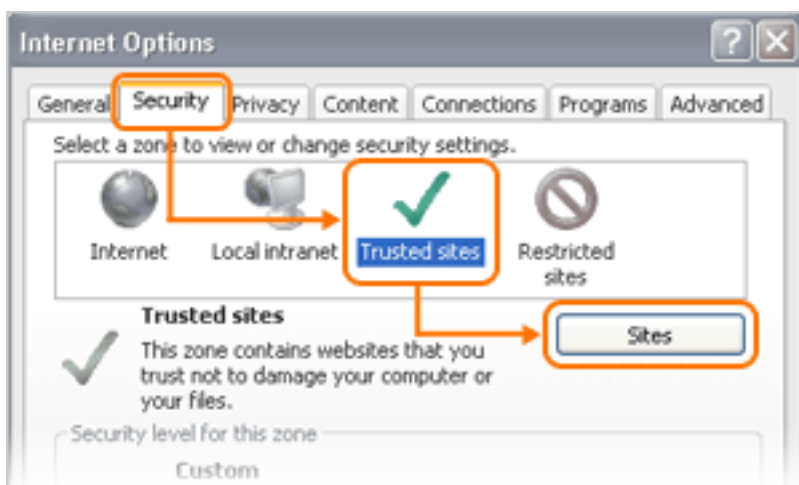 Internet Options
General Security Privacy Content Connections Programs Advanced
Select a zone to view or change security settings.
Internet Local intranet Trusted sites Restricted sites
Trusted sites
Sites
This zone contains websites that you
trust not to damage your computer or
your files.
Security level for this zone
Custom